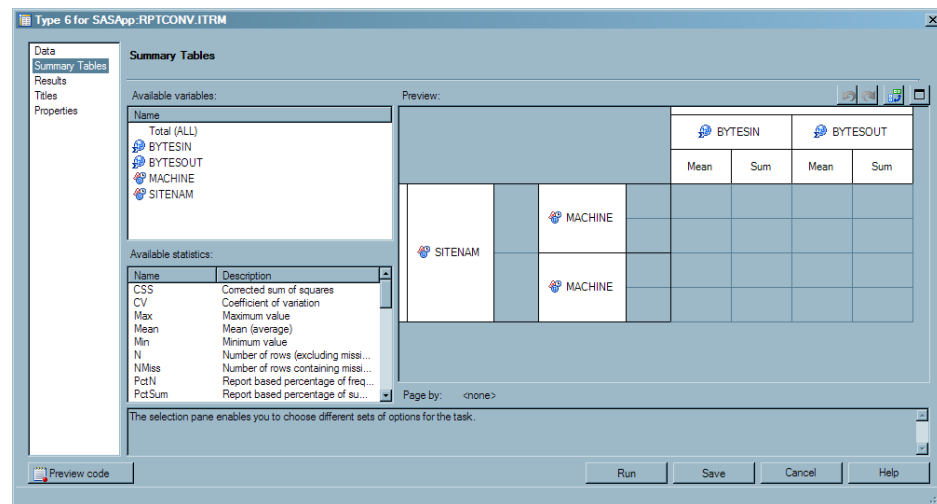 Type 6 for SASApp:RPTCONV.ITRM
x
Data
Summary Tables
Results
Titles
Properties
Summary Tables
Available variables:
Name
Total (ALL)
BYTESIN
BYTESOUT
MACHINE
SITENAM
Available statistics:
Name Description
CSS Corrected sum of squares
CV Coefficient of variation
Max Maximum value
Mean Mean (average)
Min Minimum value
N Number of rows (excluding missi...
NMiss Number of rows containing missi...
PctN Report based percentage of freq...
PctSum Report based percentage of su...
Preview:
BYTESIN BYTESOUT
Mean Sum Mean Sum
SITENAM
MACHINE
MACHINE
Page by: <none>
The selection pane enables you to choose different sets of options for the task.
Preview code
Run Save Cancel Help